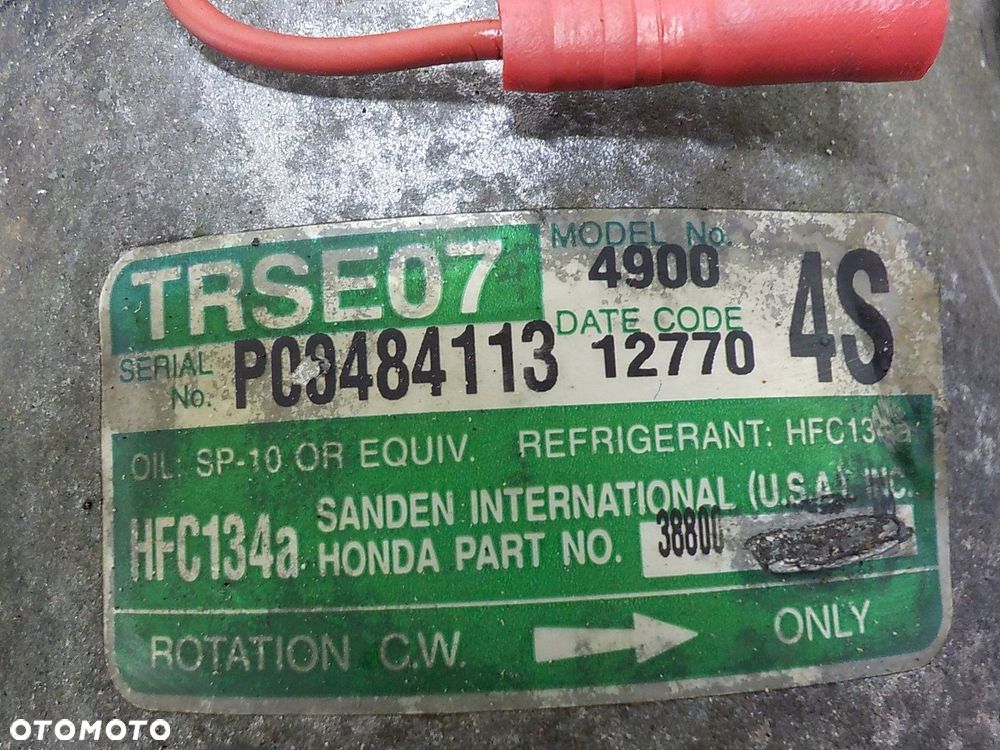 TRSE07
MODEL No.
4900
4S
SERIAL No.
PC3484113
DATE CODE
12770
OIL: SP-10 OR EQUIV.
REFRIGERANT: HFC134a
HFC134a
SANDEN INTERNATIONAL (U.S.A.), INC.
HONDA PART NO.
38800
ROTATION C.W.
ONLY
OTOMOTO